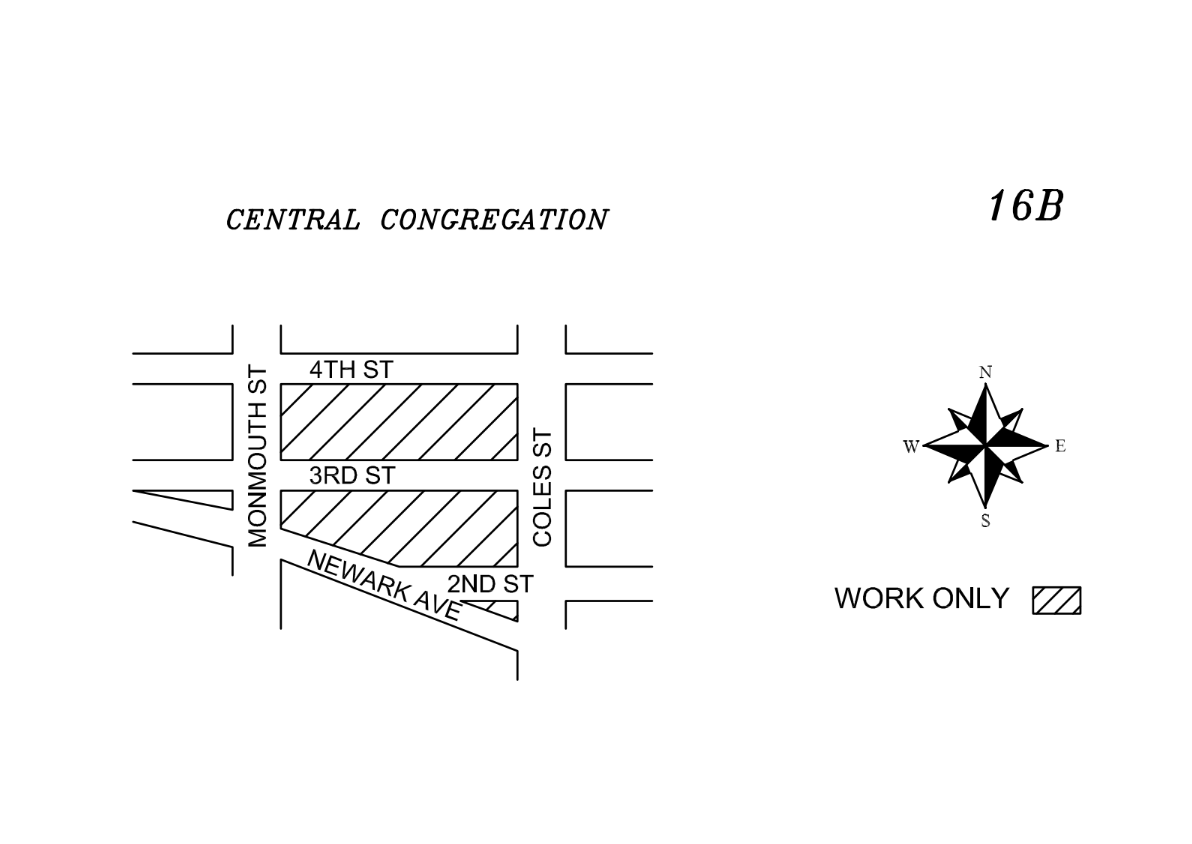 CENTRAL CONGREGATION
16B
4TH ST
MONMOUTH ST
3RD ST
COLES ST
NEWARK AVE
2ND ST
N
W
E
S
WORK ONLY